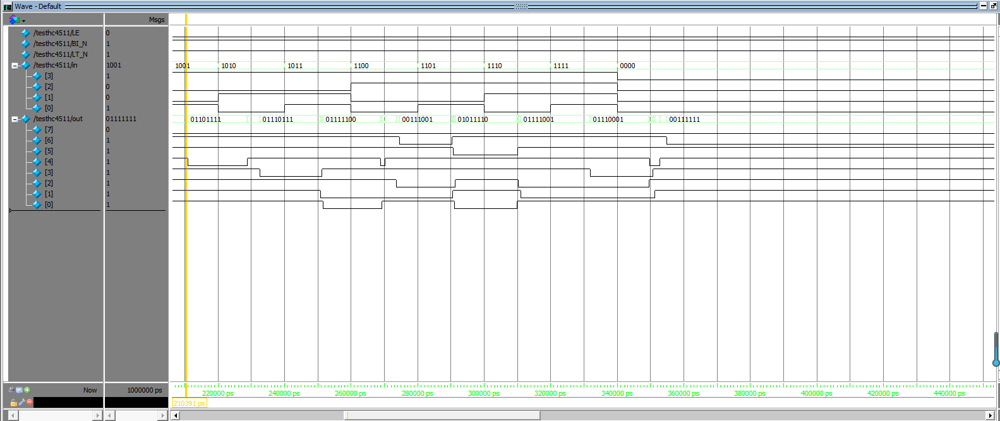 Wave - Default
Msgs
/testhc4511/LE 0
/testhc4511/BI_N 1
/testhc4511/LT_N 1
/testhc4511/in 1001 1001 1010 1011 1100 1101 1110 1111 0000
[3] 1
[2] 0
[1] 0
[0] 1
/testhc4511/out 01111111 01101111 01110111 01111100 00111001 01011110 01111001 01110001 00111111
[7] 0
[6] 1
[5] 1
[4] 1
[3] 1
[2] 1
[1] 1
[0] 1
Now 1000000 ps 220000 ps 240000 ps 260000 ps 280000 ps 300000 ps 320000 ps 340000 ps 360000 ps 380000 ps 400000 ps 420000 ps 440000 ps
210391 ps